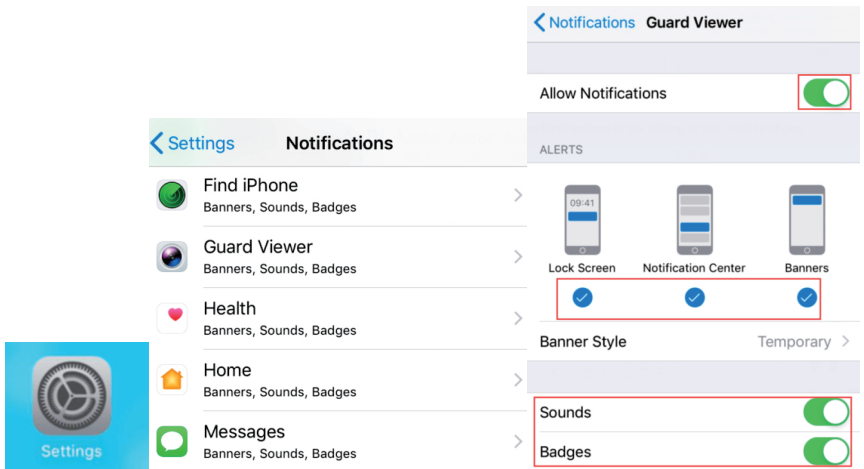 Settings
Settings Notifications
Find iPhone
Banners, Sounds, Badges
Guard Viewer
Banners, Sounds, Badges
Health
Banners, Sounds, Badges
Home
Banners, Sounds, Badges
Messages
Banners, Sounds, Badges
Notifications Guard Viewer
Allow Notifications
ALERTS
09:41
Lock Screen Notification Center Banners
Banner Style Temporary
Sounds
Badges